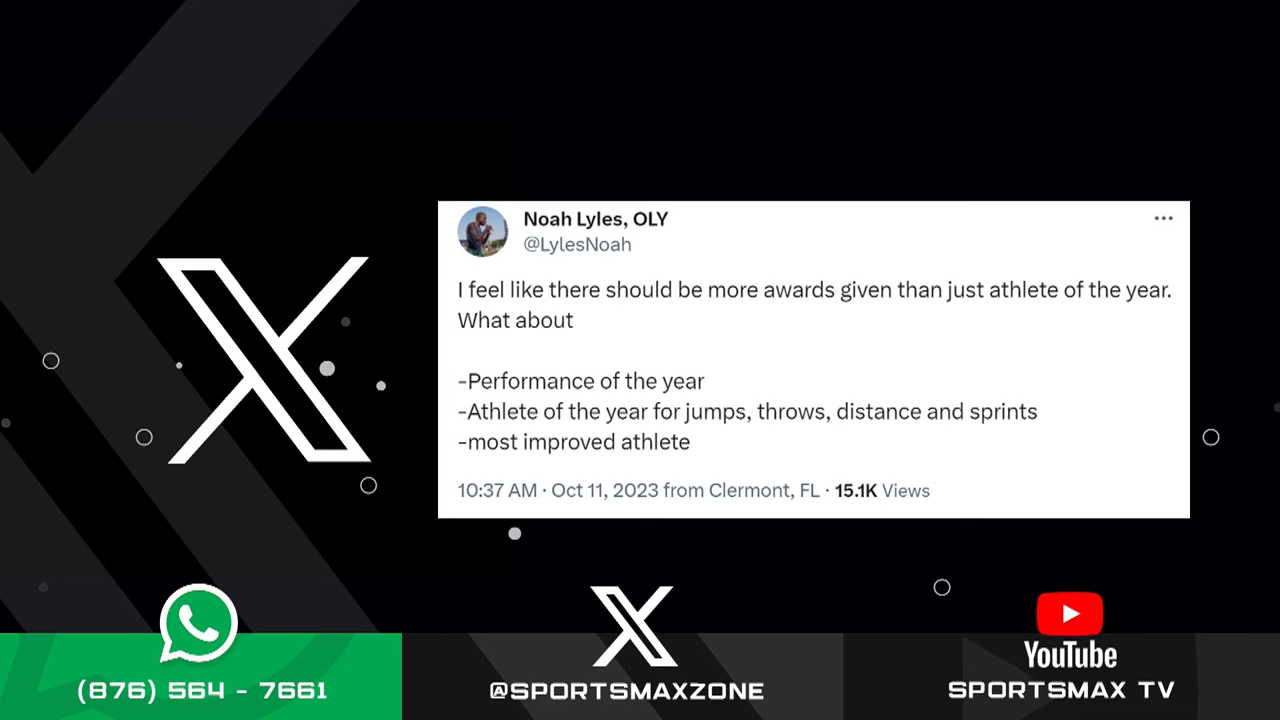 Noah Lyles, OLY
@LylesNoah
I feel like there should be more awards given than just athlete of the year.
What about
-Performance of the year
-Athlete of the year for jumps, throws, distance and sprints
-most improved athlete
10:37 AM · Oct 11, 2023 from Clermont, FL · 15.1K Views
(876) 564 - 7661
@SPORTSMAXZONE
YouTube
SPORTSMAX TV